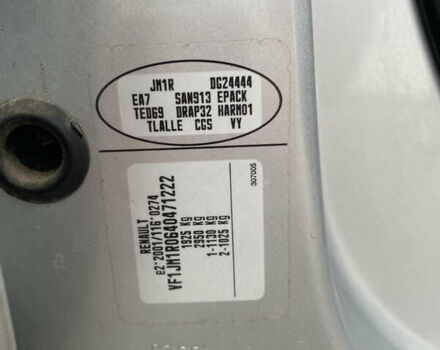 JM1R DG24444
EA7 SAN913 EPACK
TED69 DRAP32 HARM01
TLALLE CGS VY
307005
RENAULT
e2*2001/116*0274
VF1JM1R0640471222
1925 Kg
2950 Kg
1-1130 Kg
2-1025 Kg